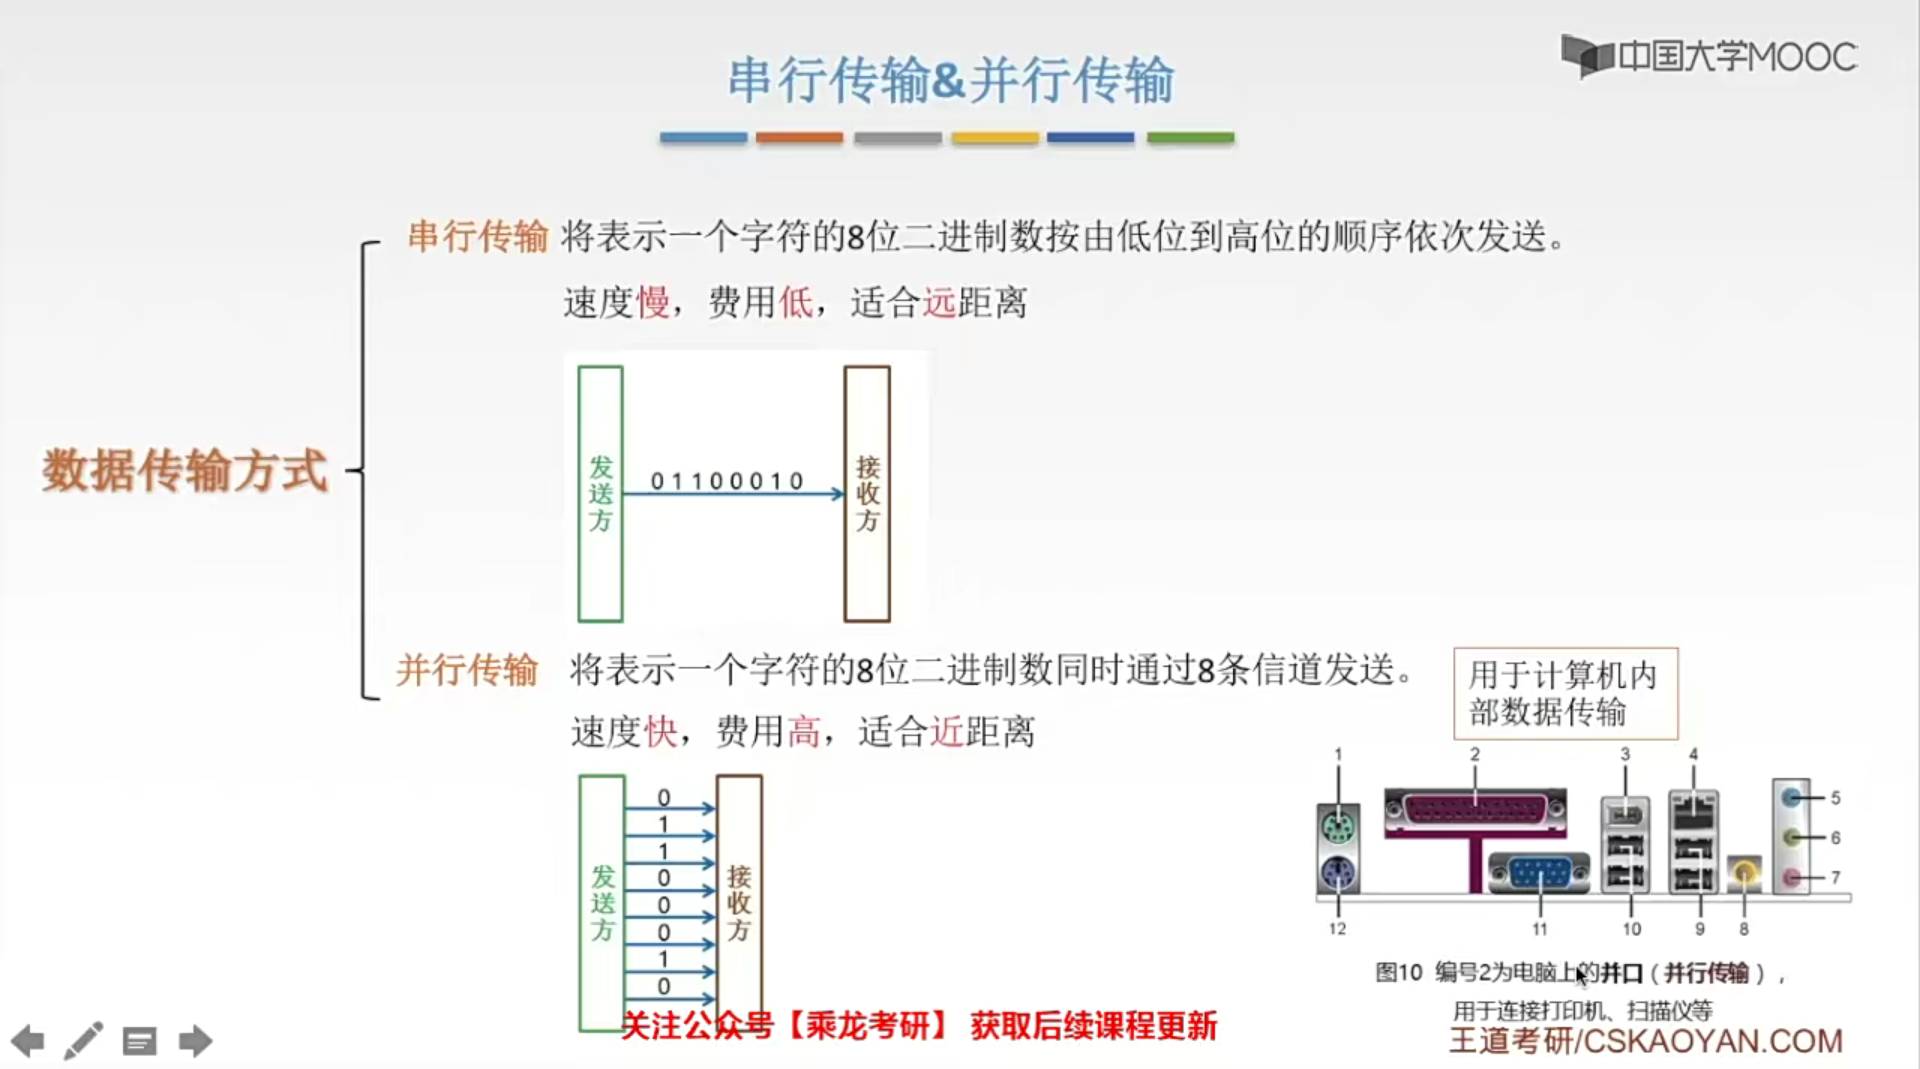 中国大学MOOC
串行传输&并行传输
串行传输 将表示一个字符的8位二进制数按由低位到高位的顺序依次发送。
速度慢，费用低，适合远距离
数据传输方式
发送方
01100010
接收方
并行传输 将表示一个字符的8位二进制数同时通过8条信道发送。
速度快，费用高，适合近距离
用于计算机内
部数据传输
发送方
0
1
1
0
0
0
1
0
接收方
1 2 3 4
5
6
7
12 11 10 9 8
图10 编号2为电脑上的并口（并行传输），
用于连接打印机、扫描仪等
关注公众号【乘龙考研】 获取后续课程更新
王道考研/CSKAOYAN.COM